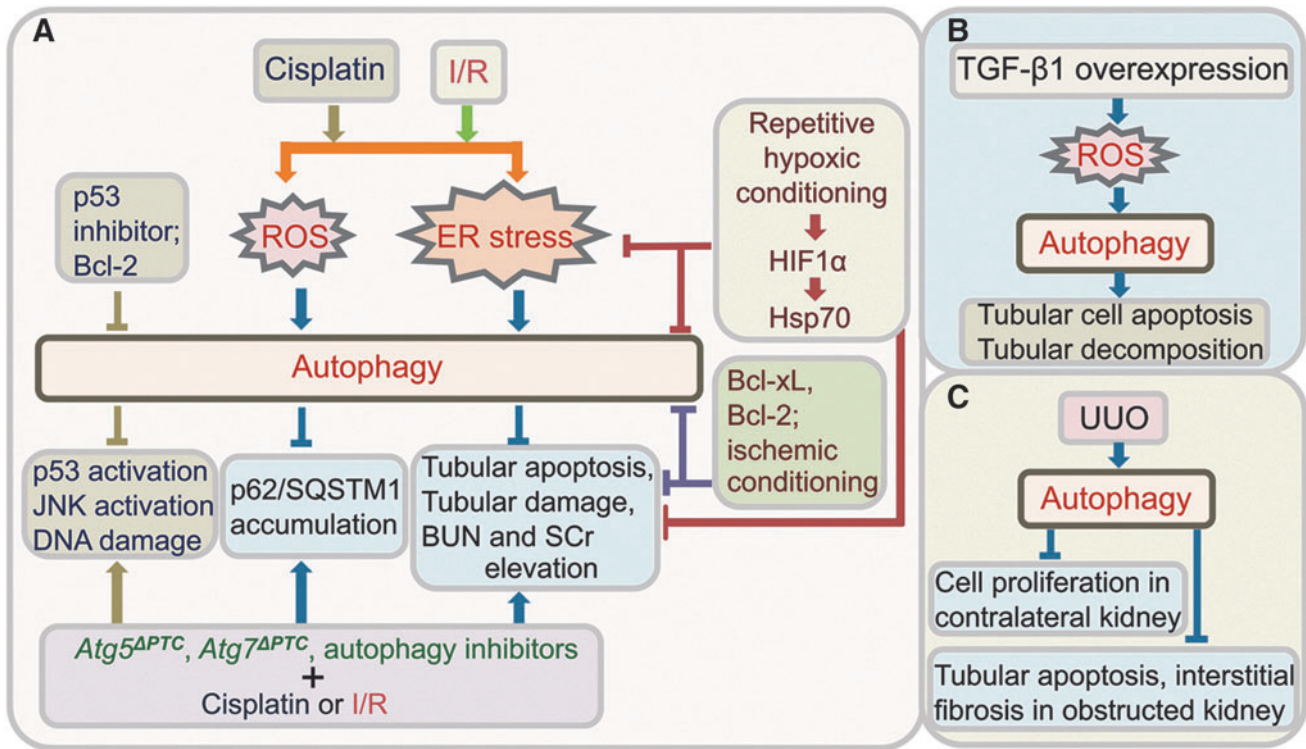 A
Cisplatin
I/R
p53
inhibitor;
Bcl-2
ROS
ER stress
Repetitive
hypoxic
conditioning
HIF1α
Hsp70
Autophagy
Bcl-xL,
Bcl-2;
ischemic
conditioning
p53 activation
JNK activation
DNA damage
p62/SQSTM1
accumulation
Tubular apoptosis,
Tubular damage,
BUN and SCr
elevation
Atg5ΔPTC, Atg7ΔPTC, autophagy inhibitors
+
Cisplatin or I/R
B
TGF-β1 overexpression
ROS
Autophagy
Tubular cell apoptosis
Tubular decomposition
C
UUO
Autophagy
Cell proliferation in
contralateral kidney
Tubular apoptosis, interstitial
fibrosis in obstructed kidney